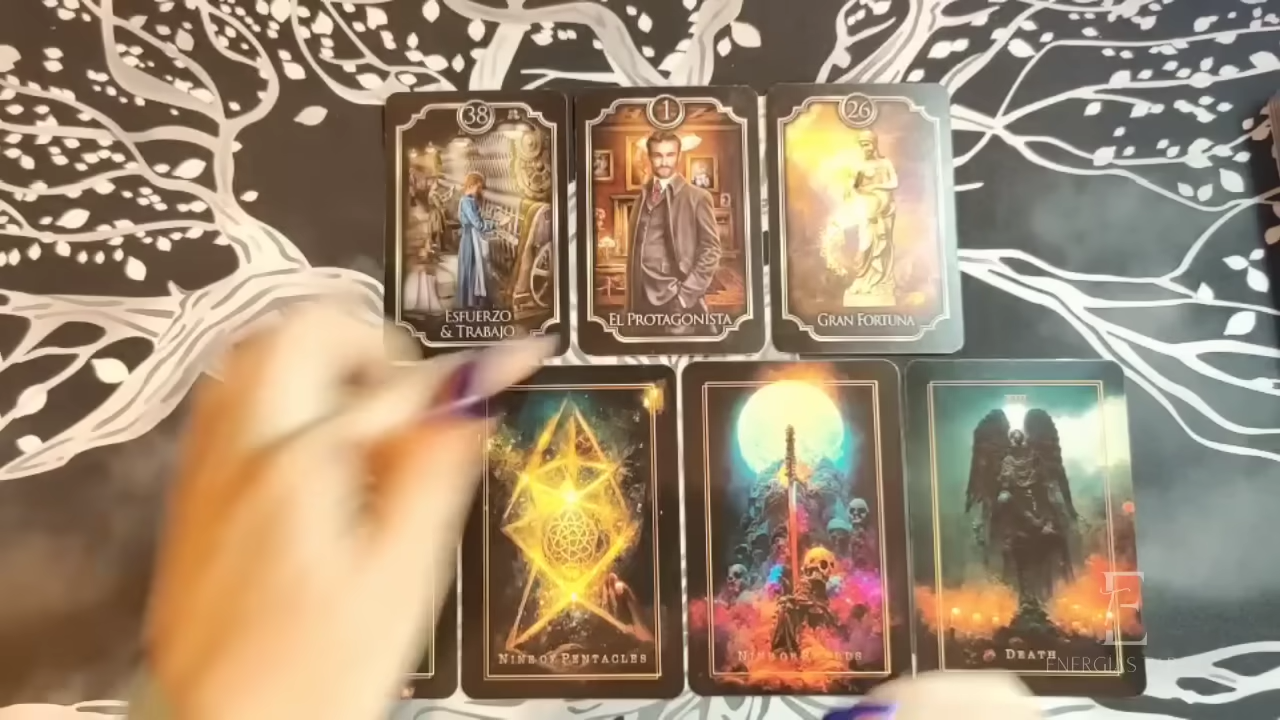 38
1
26
ESFUERZO
& TRABAJO
EL PROTAGONISTA
GRAN FORTUNA
NINE OF PENTACLES
DEATH
E